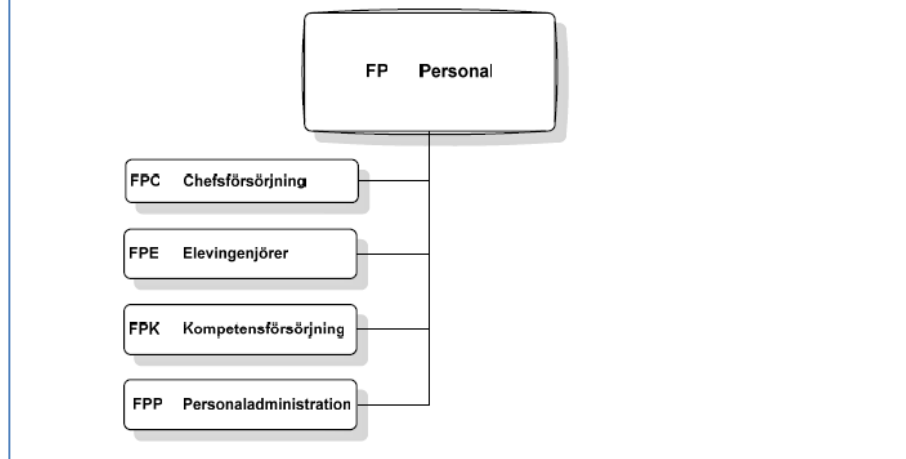 FP Personal
FPC Chefsförsörjning
FPE Elevingenjörer
FPK Kompetensförsörjning
FPP Personaladministration